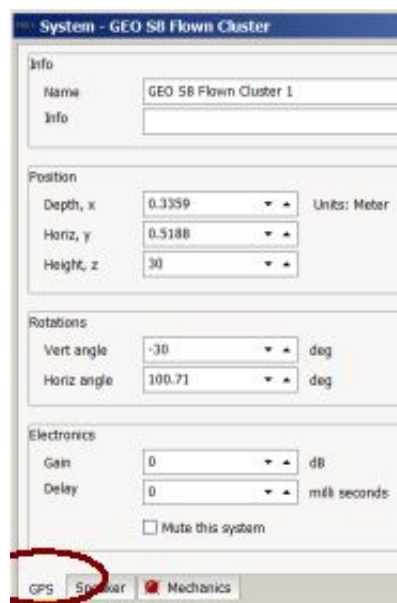 System - GEO S8 Flown Cluster
Info
Name GEO S8 Flown Cluster 1
Info
Position
Depth, x 0.3359 Units: Meter
Horiz, y 0.5188
Height, z 30
Rotations
Vert angle -30 deg
Horiz angle 100.71 deg
Electronics
Gain 0 dB
Delay 0 milli seconds
Mute this system
GPS Speaker Mechanics